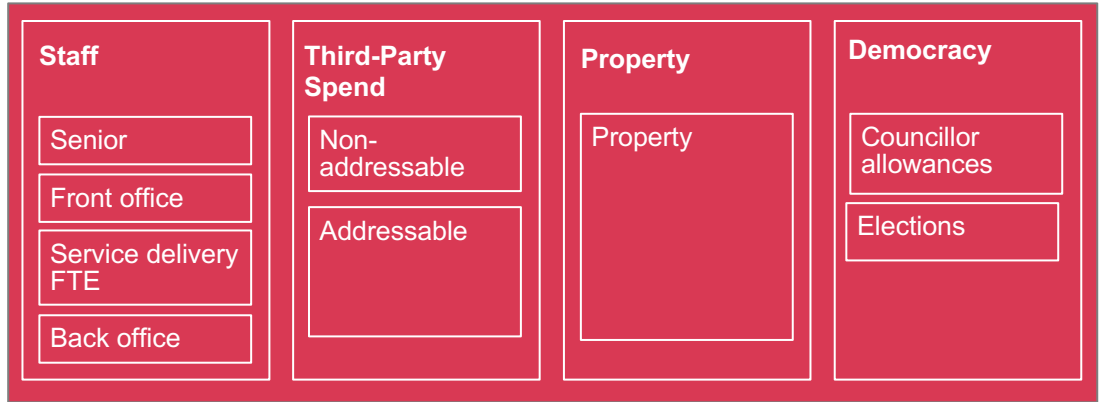 Staff
Senior
Front office
Service delivery
FTE
Back office
Third-Party
Spend
Non-
addressable
Addressable
Property
Property
Democracy
Councillor
allowances
Elections